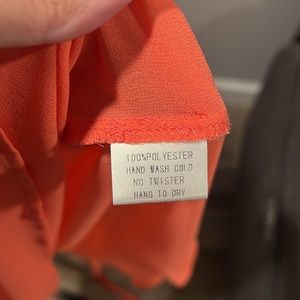 100%POLYESTER
HAND WASH COLD
NO TWISTER
HANG TO DRY